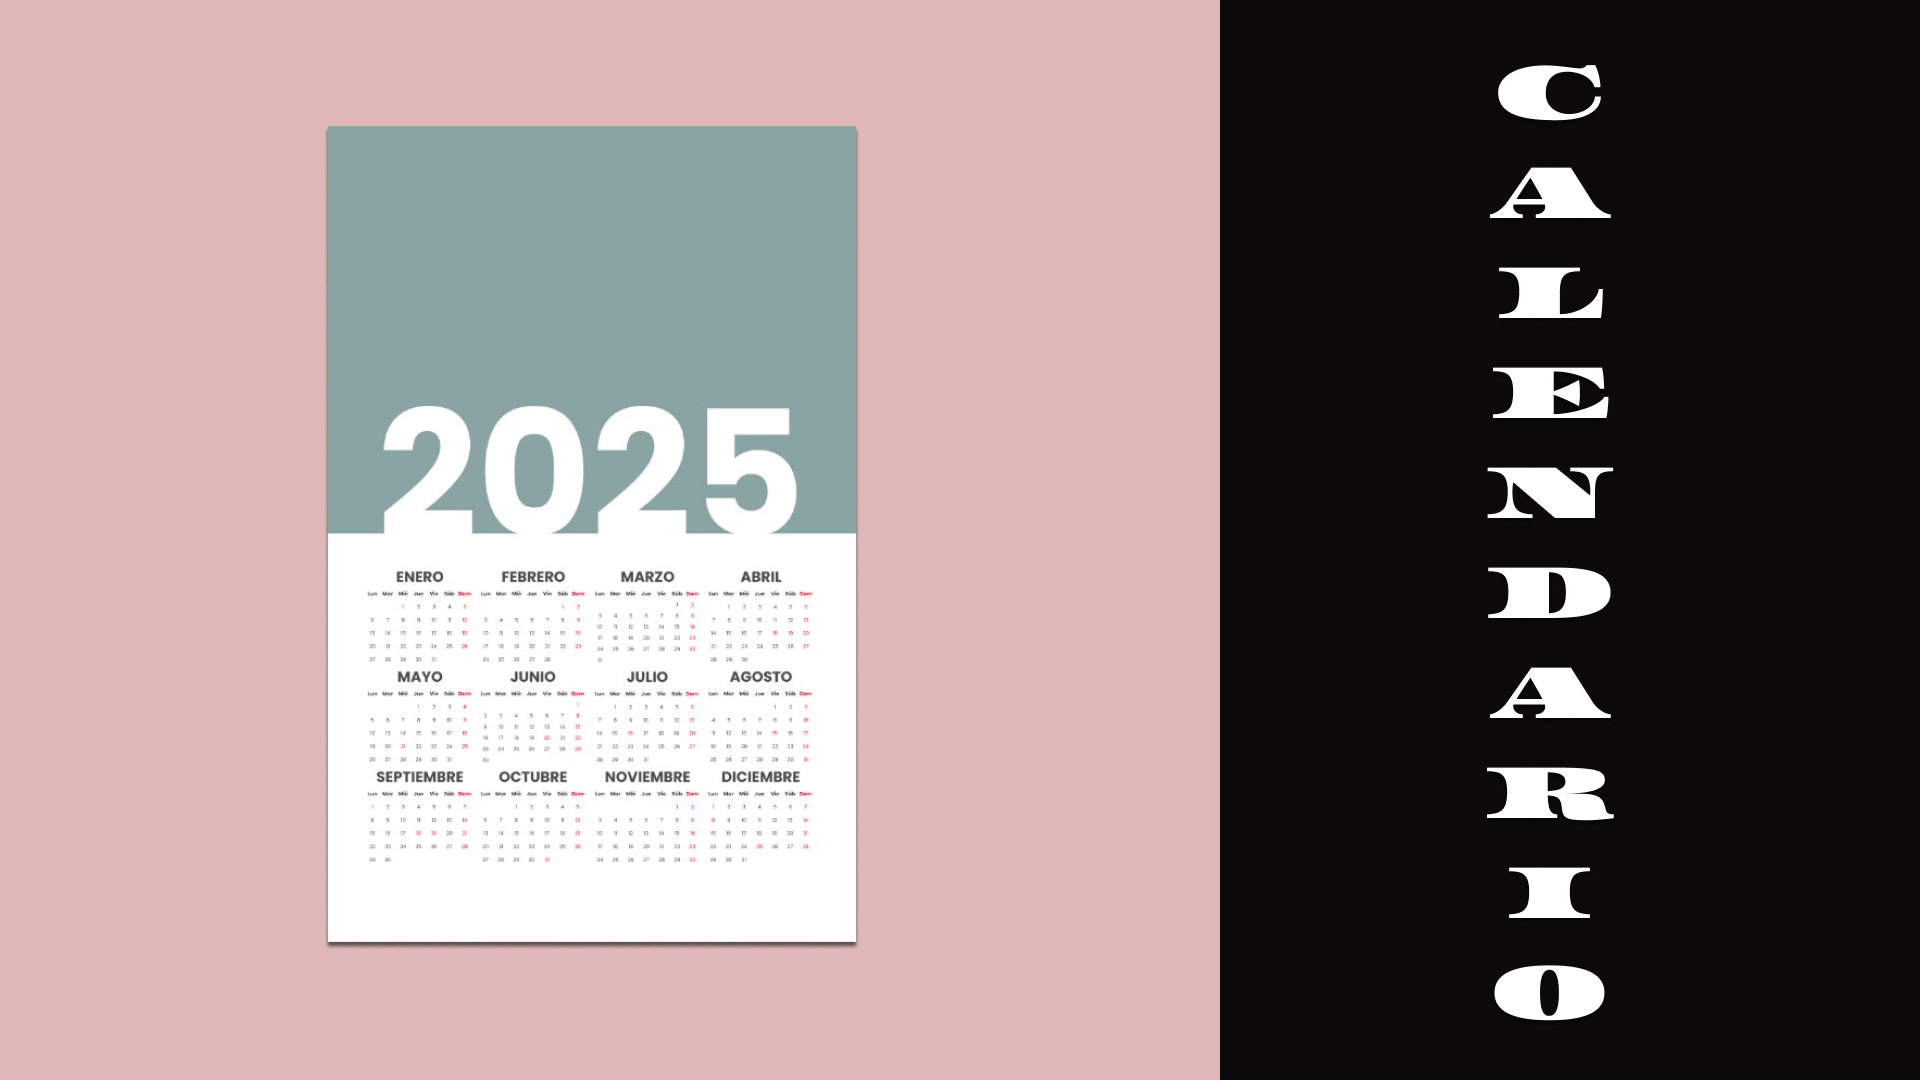 2025
ENERO FEBRERO MARZO ABRIL
Lun Mar Mié Jue Vie Sáb Dom Lun Mar Mié Jue Vie Sáb Dom Lun Mar Mié Jue Vie Sáb Dom Lun Mar Mié Jue Vie Sáb Dom
1 2 3 4 5 1 2 1 2 1 2 3 4 5 6
6 7 8 9 10 11 12 3 4 5 6 7 8 9 3 4 5 6 7 8 9 7 8 9 10 11 12 13
13 14 15 16 17 18 19 10 11 12 13 14 15 16 10 11 12 13 14 15 16 14 15 16 17 18 19 20
20 21 22 23 24 25 26 17 18 19 20 21 22 23 17 18 19 20 21 22 23 21 22 23 24 25 26 27
27 28 29 30 31 24 25 26 27 28 24 25 26 27 28 29 30 28 29 30
31
MAYO JUNIO JULIO AGOSTO
Lun Mar Mié Jue Vie Sáb Dom Lun Mar Mié Jue Vie Sáb Dom Lun Mar Mié Jue Vie Sáb Dom Lun Mar Mié Jue Vie Sáb Dom
1 2 3 4 1 1 2 3 4 5 6 1 2 3
5 6 7 8 9 10 11 2 3 4 5 6 7 8 7 8 9 10 11 12 13 4 5 6 7 8 9 10
12 13 14 15 16 17 18 9 10 11 12 13 14 15 14 15 16 17 18 19 20 11 12 13 14 15 16 17
19 20 21 22 23 24 25 16 17 18 19 20 21 22 21 22 23 24 25 26 27 18 19 20 21 22 23 24
26 27 28 29 30 31 23 24 25 26 27 28 29 28 29 30 31 25 26 27 28 29 30 31
30
SEPTIEMBRE OCTUBRE NOVIEMBRE DICIEMBRE
Lun Mar Mié Jue Vie Sáb Dom Lun Mar Mié Jue Vie Sáb Dom Lun Mar Mié Jue Vie Sáb Dom Lun Mar Mié Jue Vie Sáb Dom
1 2 3 4 5 6 7 1 2 3 4 5 1 2 1 2 3 4 5 6 7
8 9 10 11 12 13 14 6 7 8 9 10 11 12 3 4 5 6 7 8 9 8 9 10 11 12 13 14
15 16 17 18 19 20 21 13 14 15 16 17 18 19 10 11 12 13 14 15 16 15 16 17 18 19 20 21
22 23 24 25 26 27 28 20 21 22 23 24 25 26 17 18 19 20 21 22 23 22 23 24 25 26 27 28
29 30 27 28 29 30 31 24 25 26 27 28 29 30 29 30 31
CALENDARIO